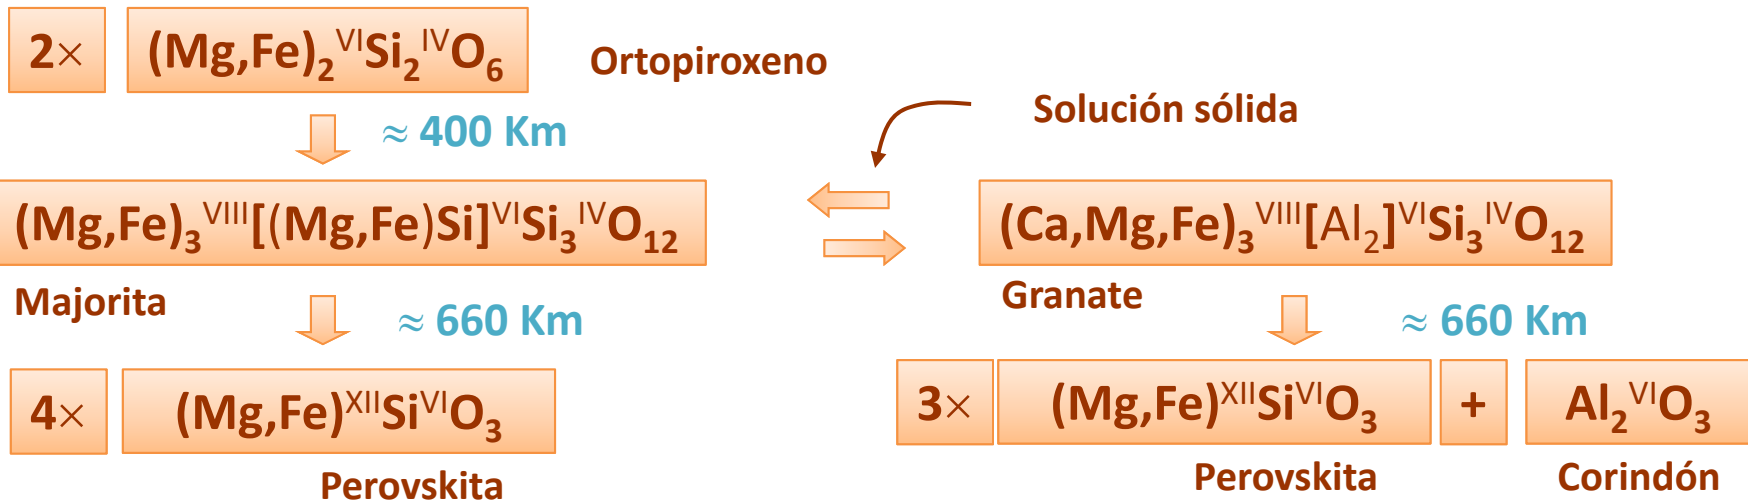 2× (Mg,Fe)₂ⱽᴵSi₂ᴵⱽO₆ Ortopiroxeno
Solución sólida
≈ 400 Km
(Mg,Fe)₃ⱽᴵᴵᴵ[(Mg,Fe)Si]ⱽᴵSi₃ᴵⱽO₁₂ (Ca,Mg,Fe)₃ⱽᴵᴵᴵ[Al₂]ⱽᴵSi₃ᴵⱽO₁₂
Majorita Granate
≈ 660 Km ≈ 660 Km
4× (Mg,Fe)ˣᴵᴵSiⱽᴵO₃ 3× (Mg,Fe)ˣᴵᴵSiⱽᴵO₃ + Al₂ⱽᴵO₃
Perovskita Perovskita Corindón